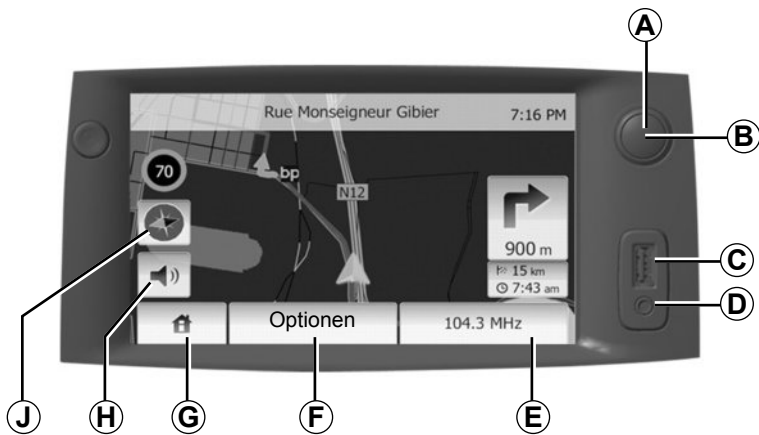 A
Rue Monseigneur Gibier 7:16 PM
B
70
bp
N12
900 m
15 km
7:43 am
C
D
Optionen
104.3 MHz
J
H
G
F
E